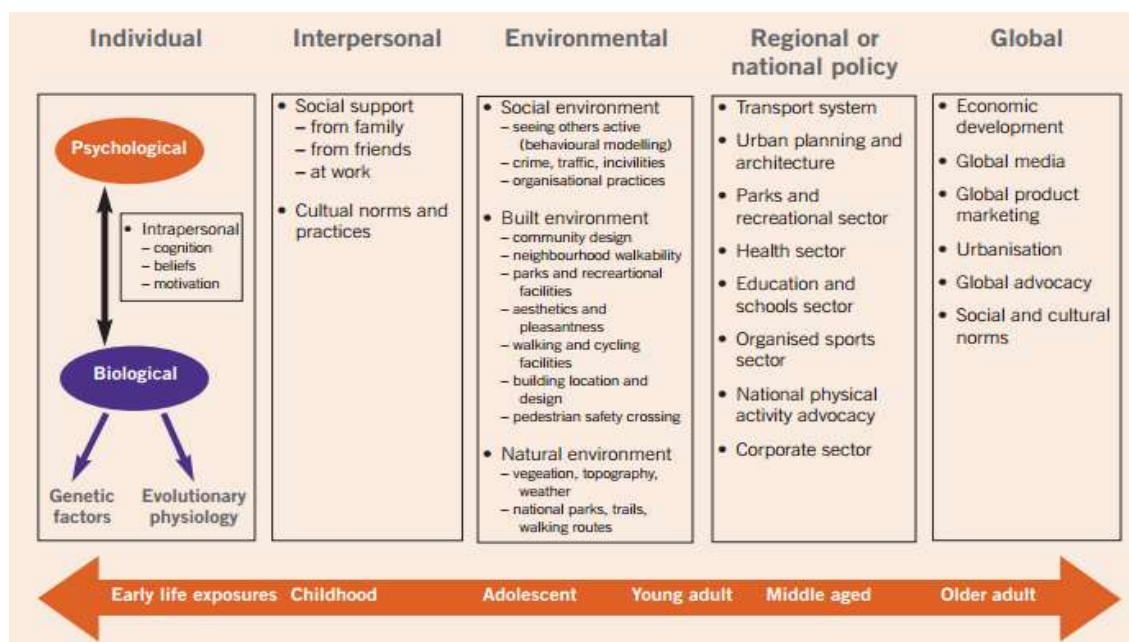 Individual
Interpersonal
Environmental
Regional or
national policy
Global
Psychological
• Intrapersonal
– cognition
– beliefs
– motivation
Biological
Genetic
factors
Evolutionary
physiology
• Social support
– from family
– from friends
– at work
• Cultual norms and
practices
• Social environment
– seeing others active
(behavioural modelling)
– crime, traffic, incivilities
– organisational practices
• Built environment
– community design
– neighbourhood walkability
– parks and recreartional
facilities
– aesthetics and
pleasantness
– walking and cycling
facilities
– building location and
design
– pedestrian safety crossing
• Natural environment
– vegeation, topography,
weather
– national parks, trails,
walking routes
• Transport system
• Urban planning and
architecture
• Parks and
recreational sector
• Health sector
• Education and
schools sector
• Organised sports
sector
• National physical
activity advocacy
• Corporate sector
• Economic
development
• Global media
• Global product
marketing
• Urbanisation
• Global advocacy
• Social and cultural
norms
Early life exposures Childhood Adolescent Young adult Middle aged Older adult